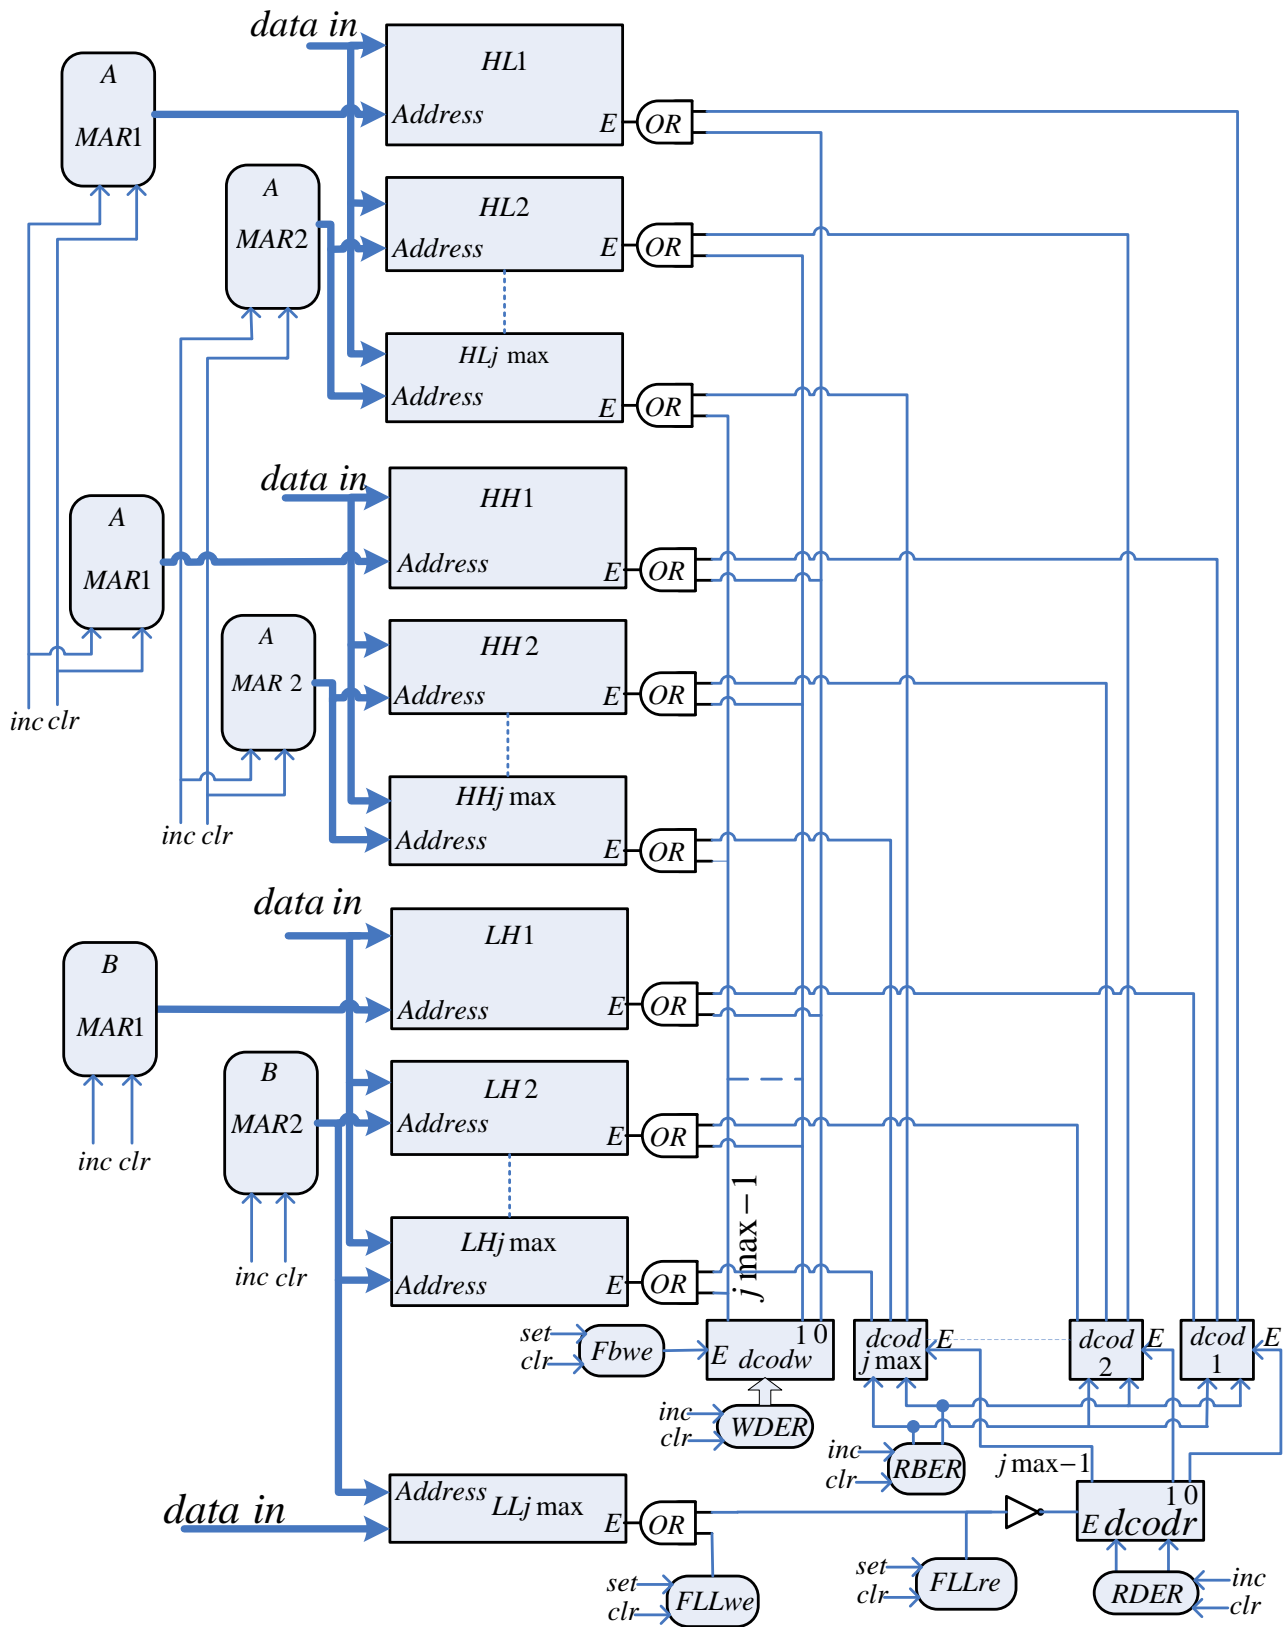 data in
A
MAR1
HL1
Address
E
OR
A
MAR2
HL2
Address
E
OR
HLj max
Address
E
OR
data in
A
MAR1
HH1
Address
E
OR
A
MAR 2
HH 2
Address
E
OR
inc clr
HHj max
Address
E
OR
inc clr
data in
B
MAR1
LH1
Address
E
OR
B
MAR2
LH 2
Address
E
OR
inc clr
j max−1
LHj max
Address
E
OR
inc clr
set
clr
Fbwe
1 0
E
dcodw
dcod
j max
E
dcod
2
E
dcod
1
E
inc
clr
WDER
inc
clr
RBER
j max−1
Address
LLj max
E
OR
data in
1 0
E dcodr
set
clr
FLLwe
set
clr
FLLre
RDER
inc
clr